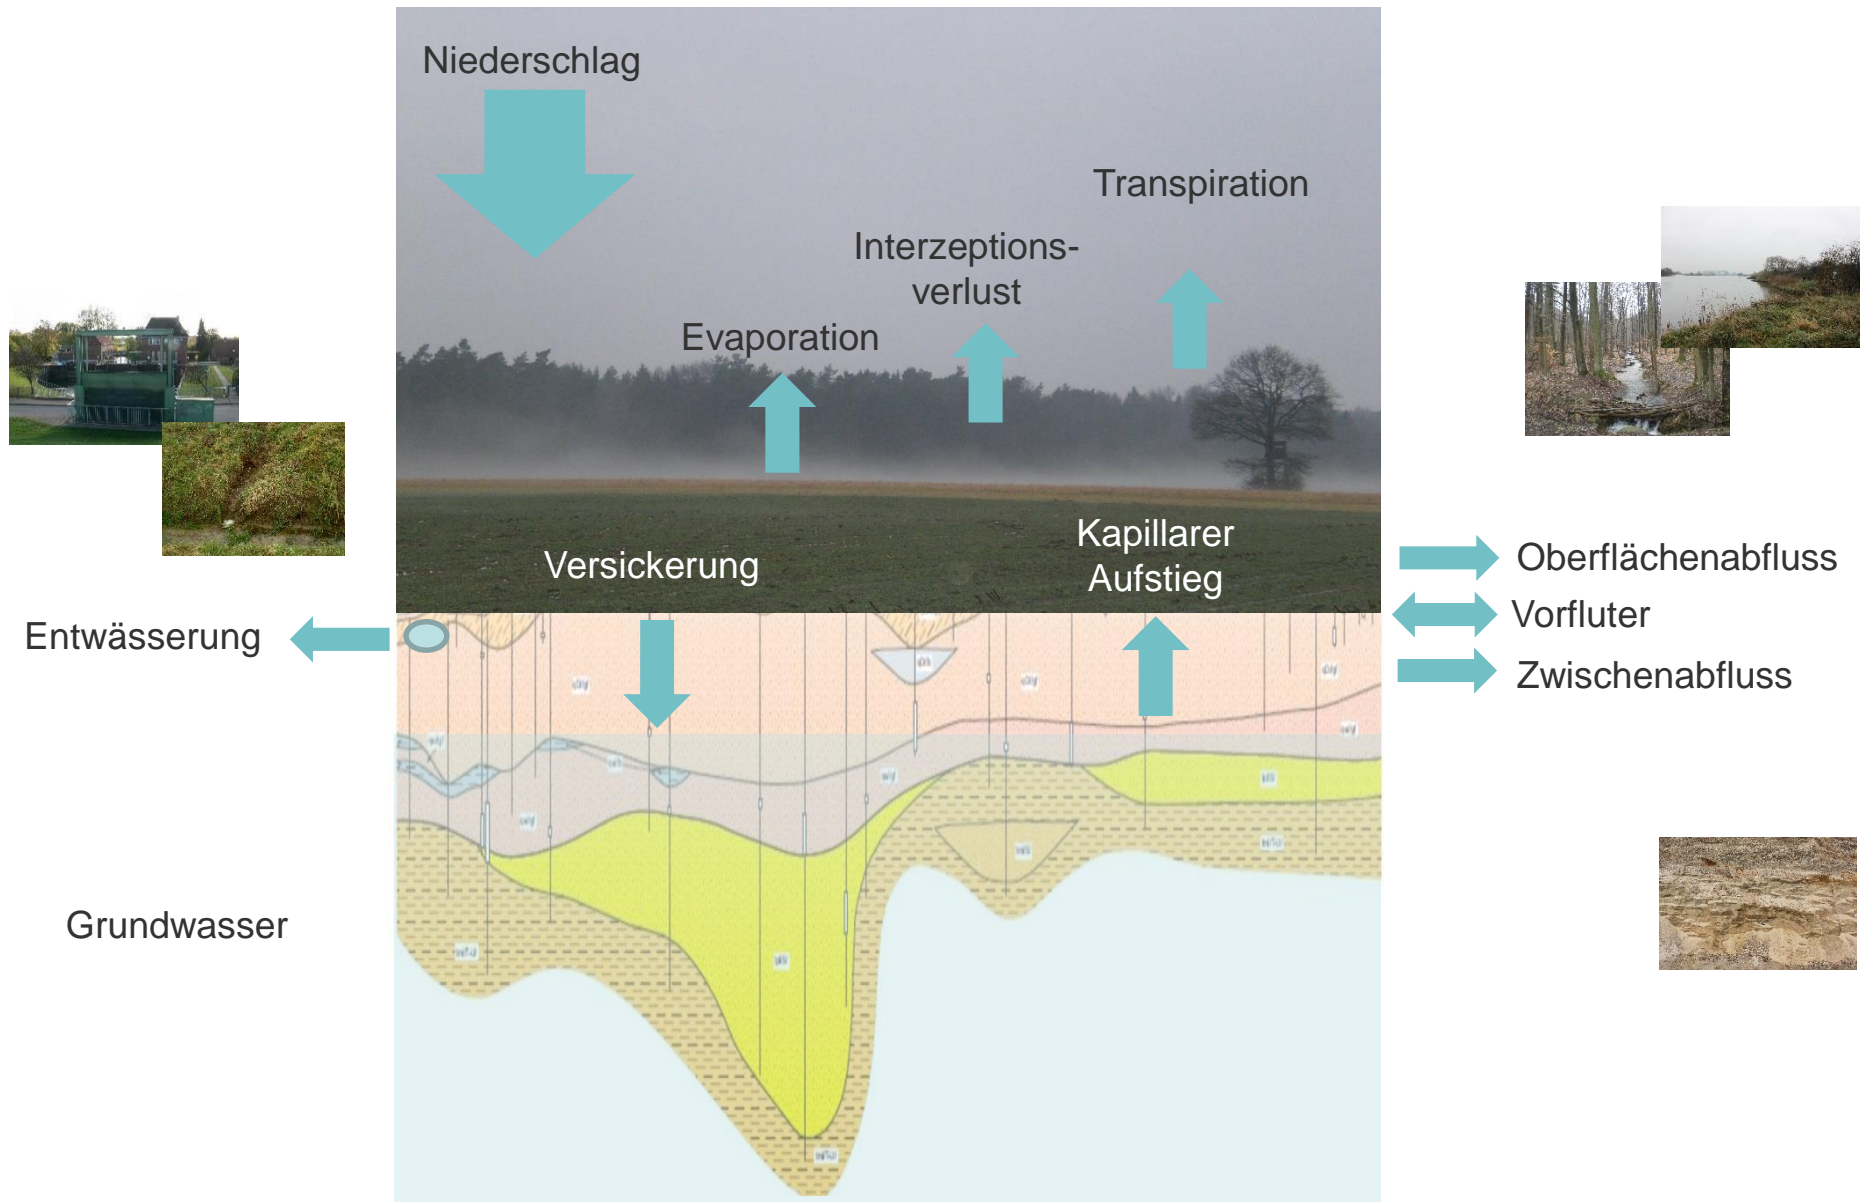 Niederschlag
Transpiration
Interzeptions-
verlust
Evaporation
Versickerung
Kapillarer
Aufstieg
Oberflächenabfluss
Vorfluter
Zwischenabfluss
Entwässerung
Grundwasser